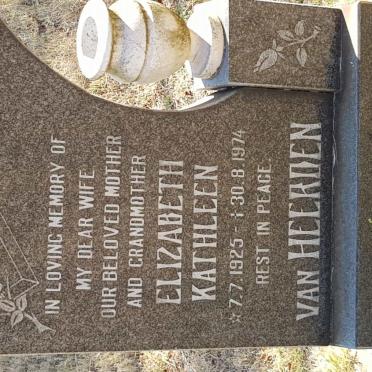 IN LOVING MEMORY OF
MY DEAR WIFE,
OUR BELOVED MOTHER
AND GRANDMOTHER
ELIZABETH
KATHLEEN
☆7.7.1925 - ✝30.8.1974
REST IN PEACE.
VAN HEERDEN